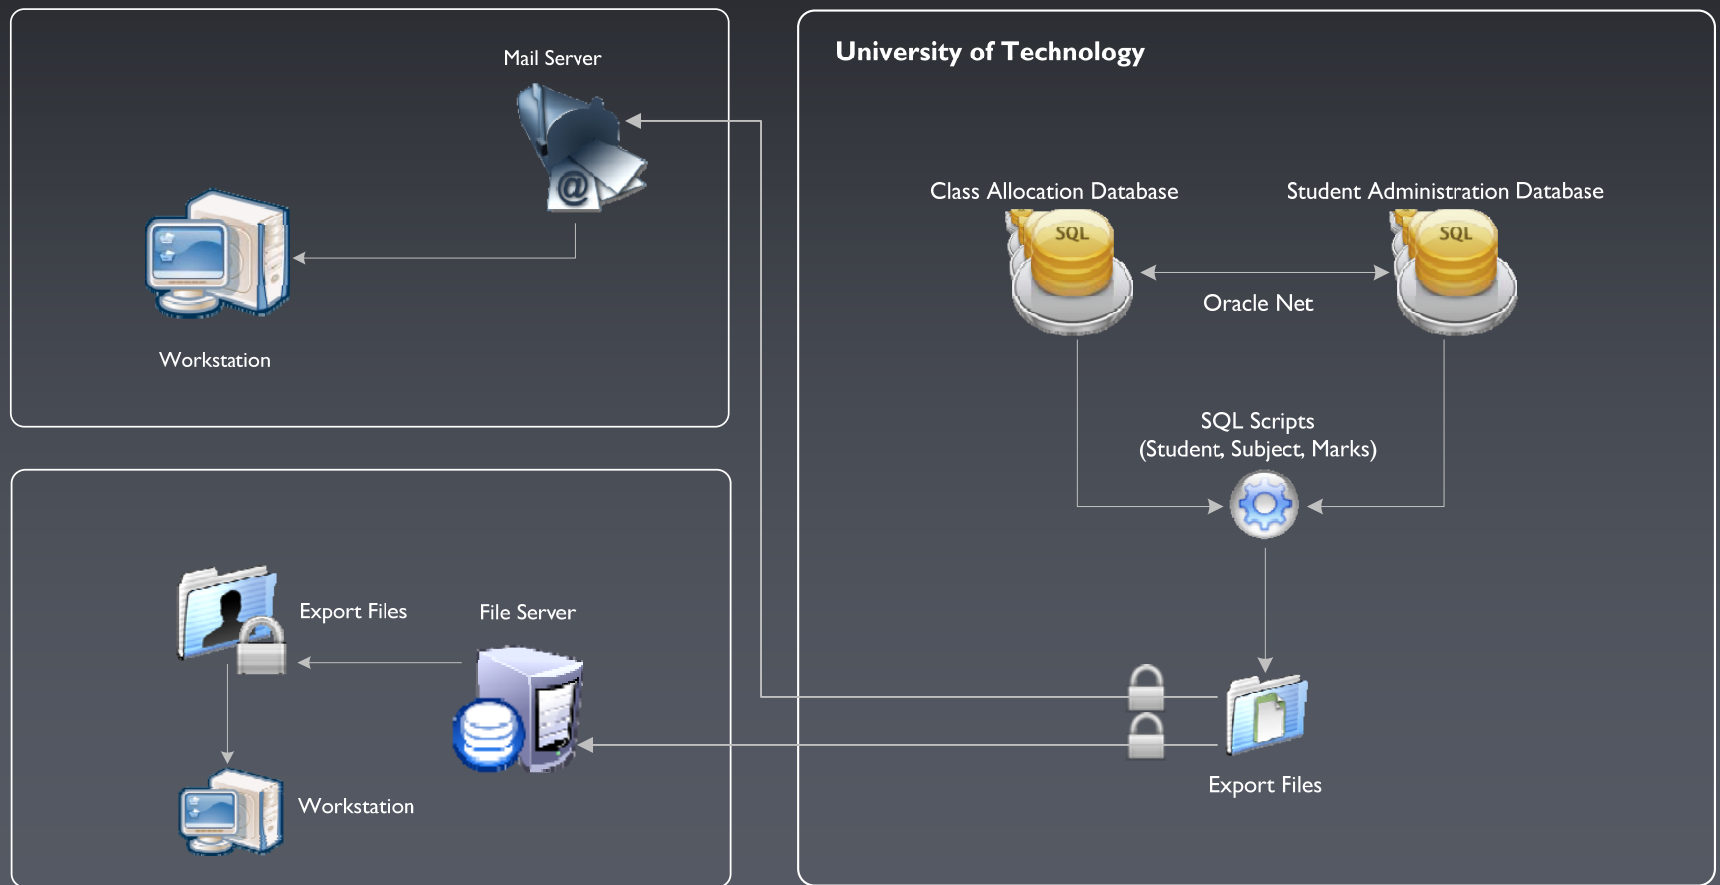 Mail Server
@
Workstation
Export Files
File Server
Workstation
University of Technology
Class Allocation Database
Student Administration Database
SQL
SQL
Oracle Net
SQL Scripts
(Student, Subject, Marks)
Export Files